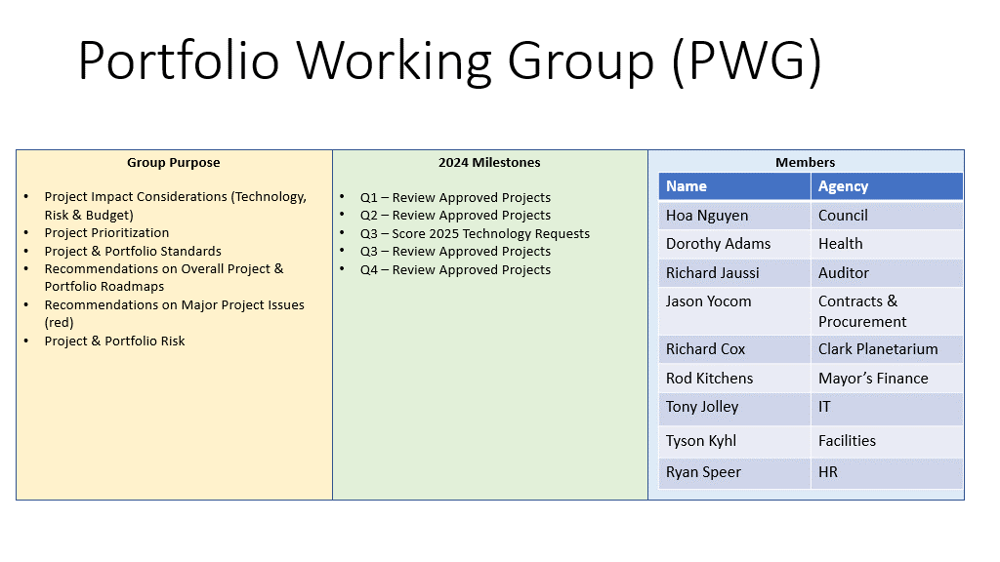 Portfolio Working Group (PWG)
Group Purpose
• Project Impact Considerations (Technology,
Risk & Budget)
• Project Prioritization
• Project & Portfolio Standards
• Recommendations on Overall Project &
Portfolio Roadmaps
• Recommendations on Major Project Issues
(red)
• Project & Portfolio Risk
2024 Milestones
• Q1 – Review Approved Projects
• Q2 – Review Approved Projects
• Q3 – Score 2025 Technology Requests
• Q3 – Review Approved Projects
• Q4 – Review Approved Projects
Members
Name Agency
Hoa Nguyen Council
Dorothy Adams Health
Richard Jaussi Auditor
Jason Yocom Contracts &
Procurement
Richard Cox Clark Planetarium
Rod Kitchens Mayor’s Finance
Tony Jolley IT
Tyson Kyhl Facilities
Ryan Speer HR